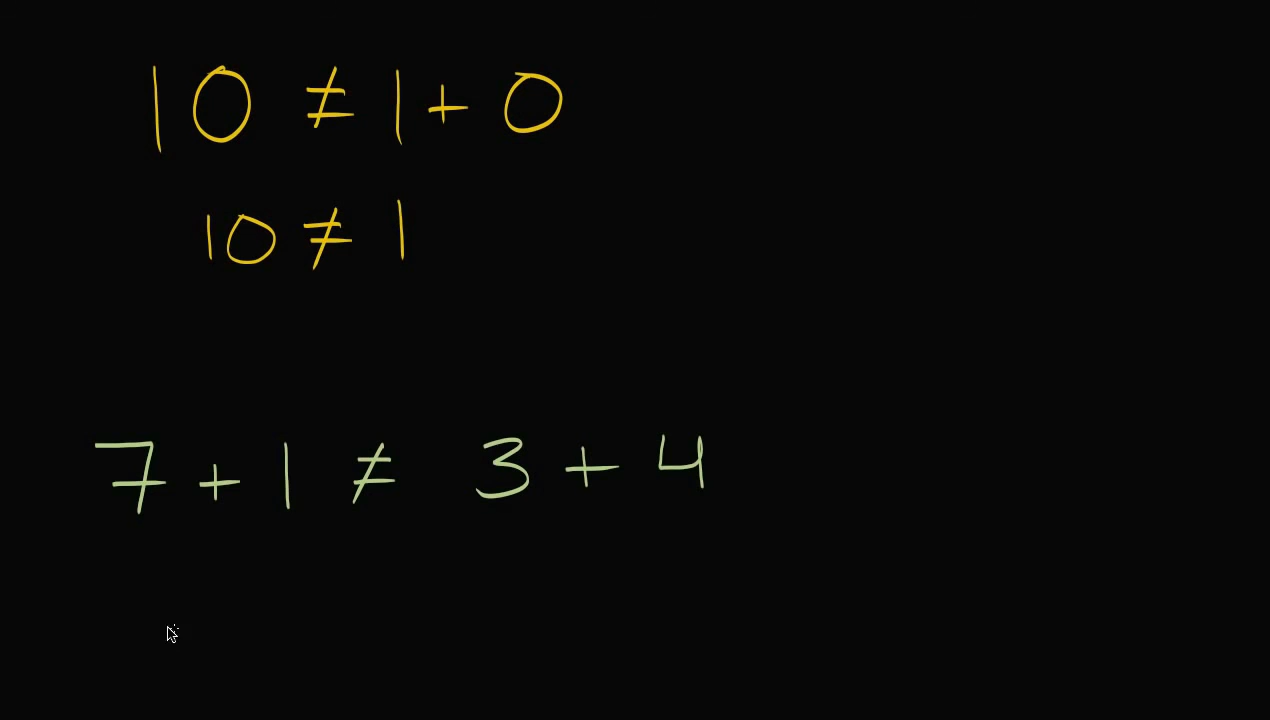 10 ≠ 1 + 0
10 ≠ 1
7 + 1 ≠ 3 + 4